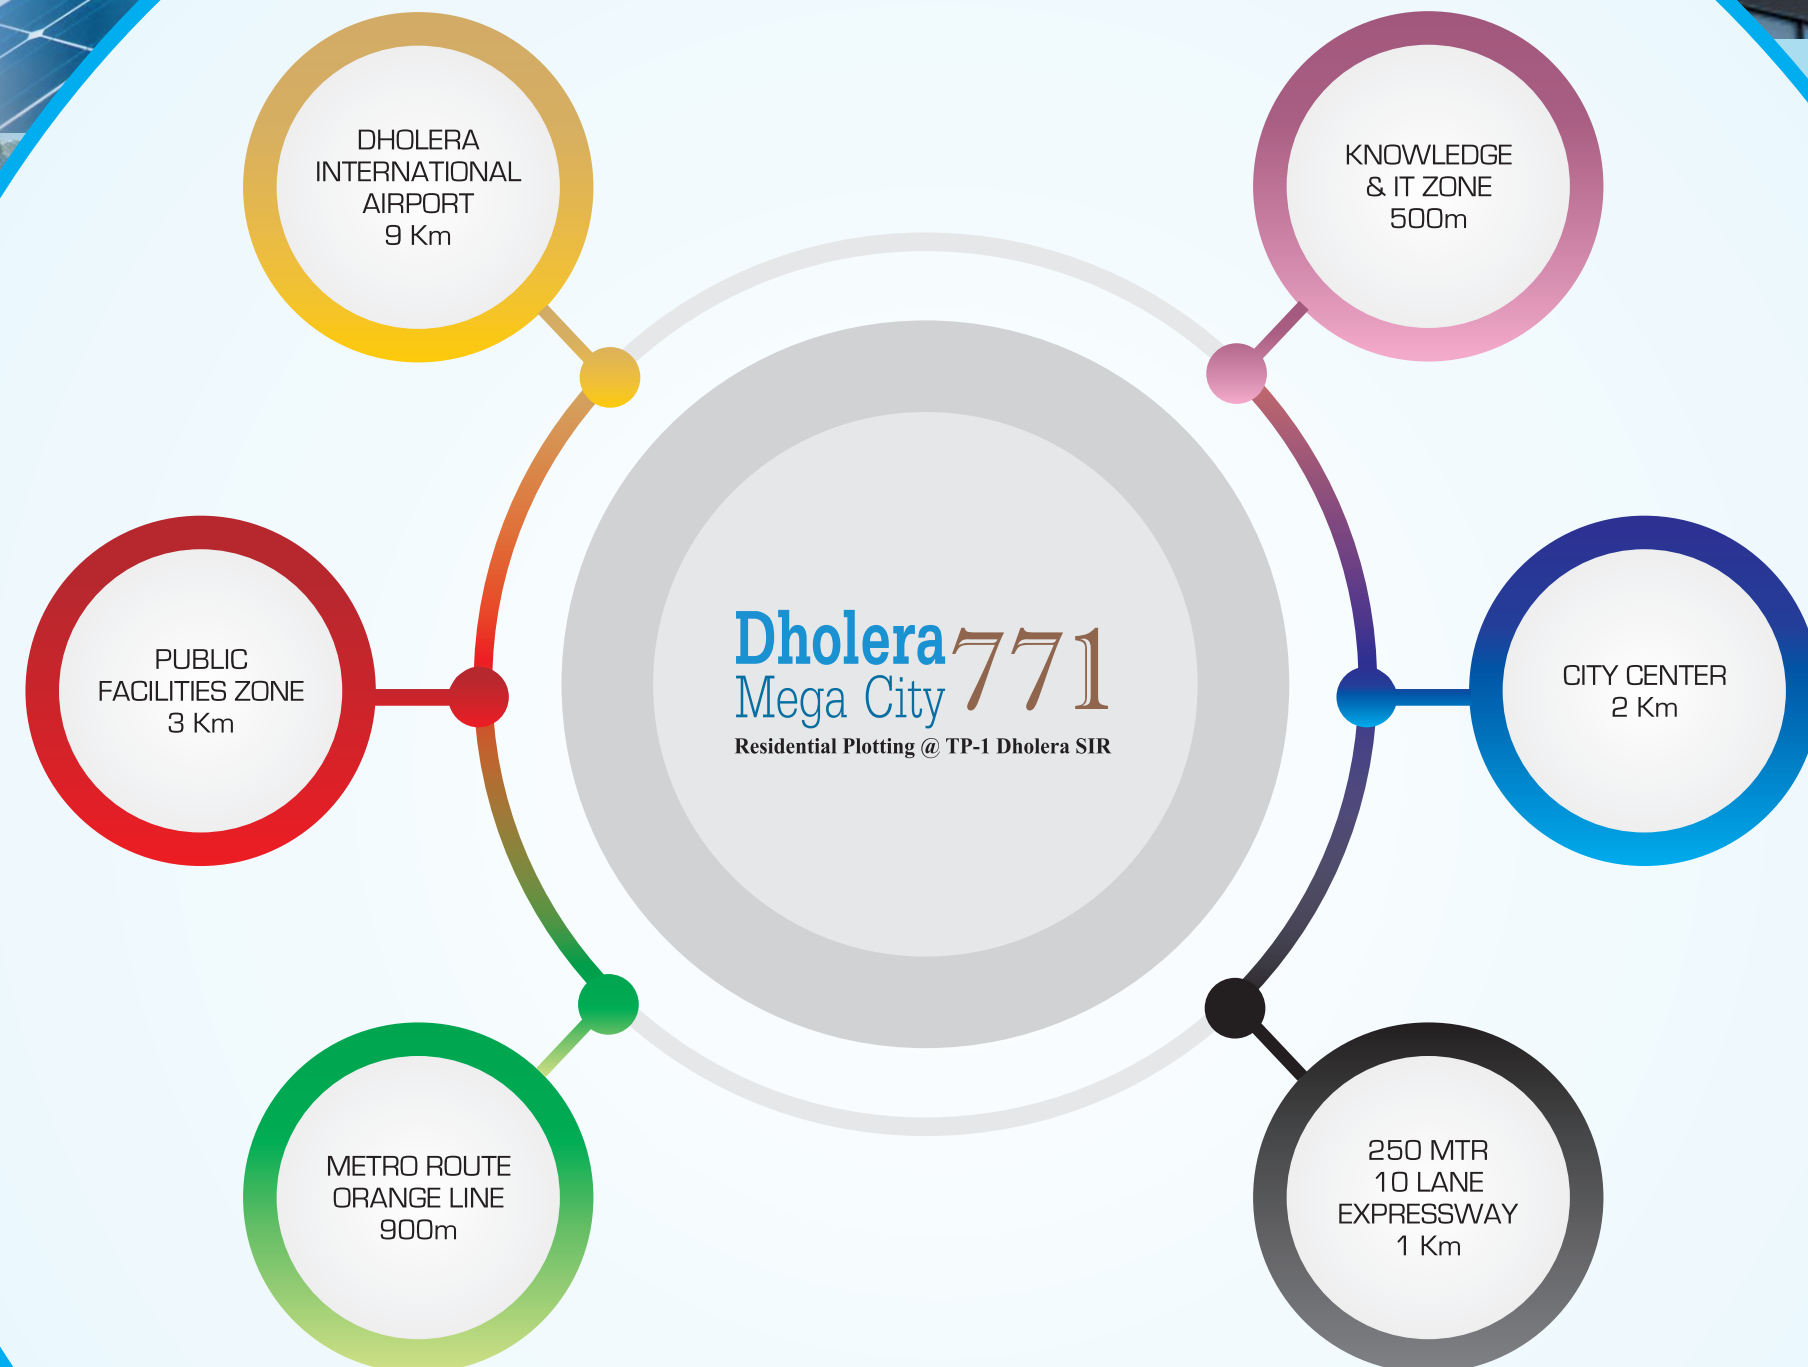 DHOLERA
INTERNATIONAL
AIRPORT
9 Km
KNOWLEDGE
& IT ZONE
500m
PUBLIC
FACILITIES ZONE
3 Km
Dholera 771
Mega City
Residential Plotting @ TP-1 Dholera SIR
CITY CENTER
2 Km
METRO ROUTE
ORANGE LINE
900m
250 MTR
10 LANE
EXPRESSWAY
1 Km